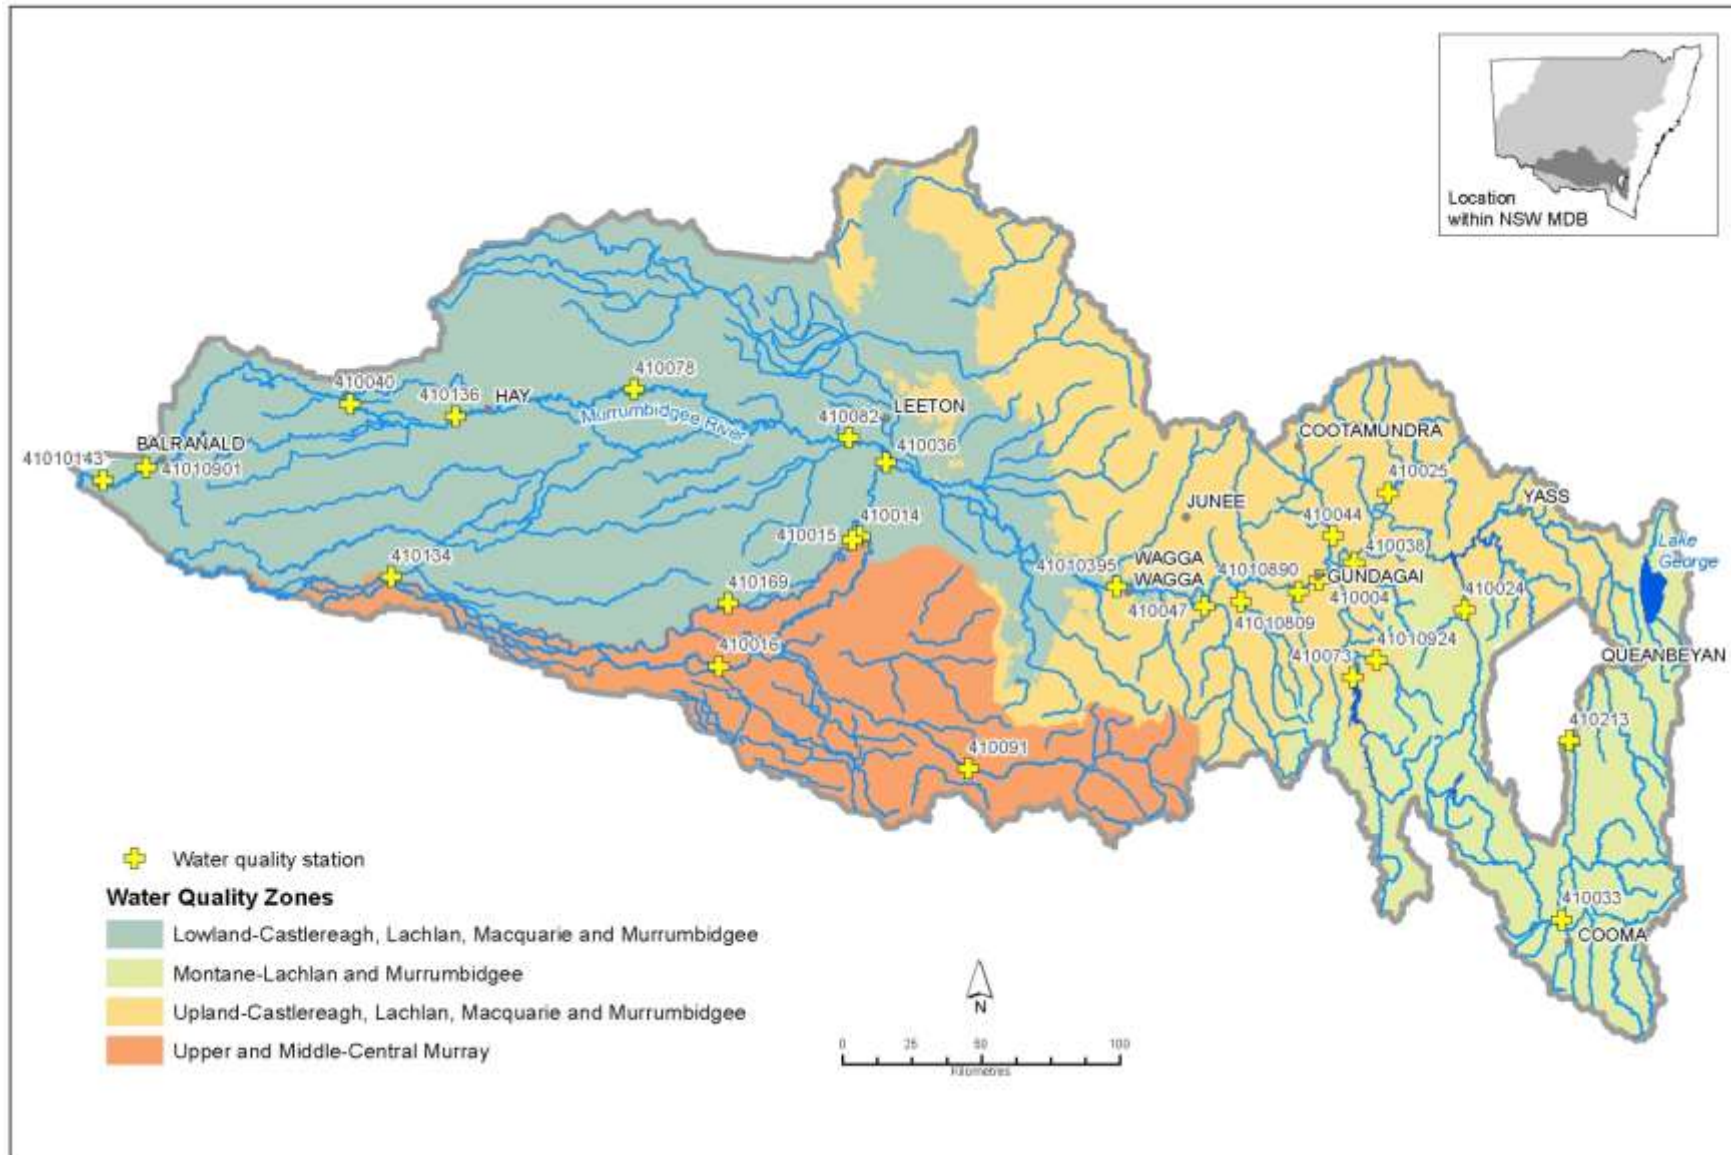 Location
within NSW MDB
410040
410136
HAY
410078
Murrumbidgee River
410082
LEETON
410036
BALRANALD
41010143
41010901
COOTAMUNDRA
410025
JUNEE
YASS
410044
410014
410015
410038
Lake
George
410134
41010395
WAGGA
WAGGA
41010890
GUNDAGAI
410169
410047
410004
410024
41010809
41010924
410016
410073
QUEANBEYAN
410213
410091
410033
COOMA
Water quality station
Water Quality Zones
Lowland-Castlereagh, Lachlan, Macquarie and Murrumbidgee
Montane-Lachlan and Murrumbidgee
Upland-Castlereagh, Lachlan, Macquarie and Murrumbidgee
Upper and Middle-Central Murray
N
0 25 50 100
Kilometres